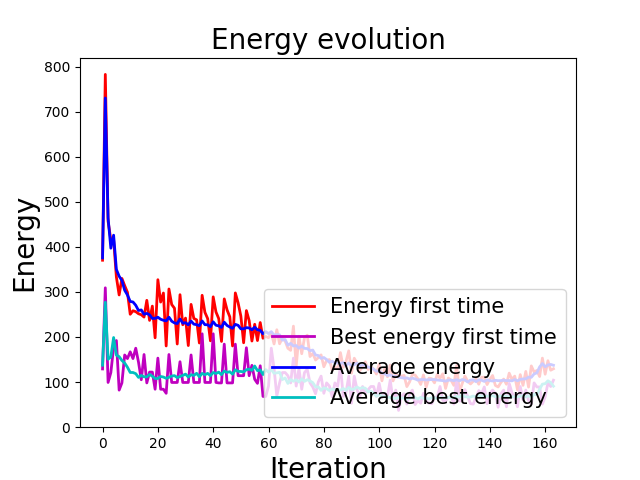 Energy evolution
800
700
600
500
400
300
200
100
0
Energy
Energy first time
Best energy first time
Average energy
Average best energy
0 20 40 60 80 100 120 140 160
Iteration